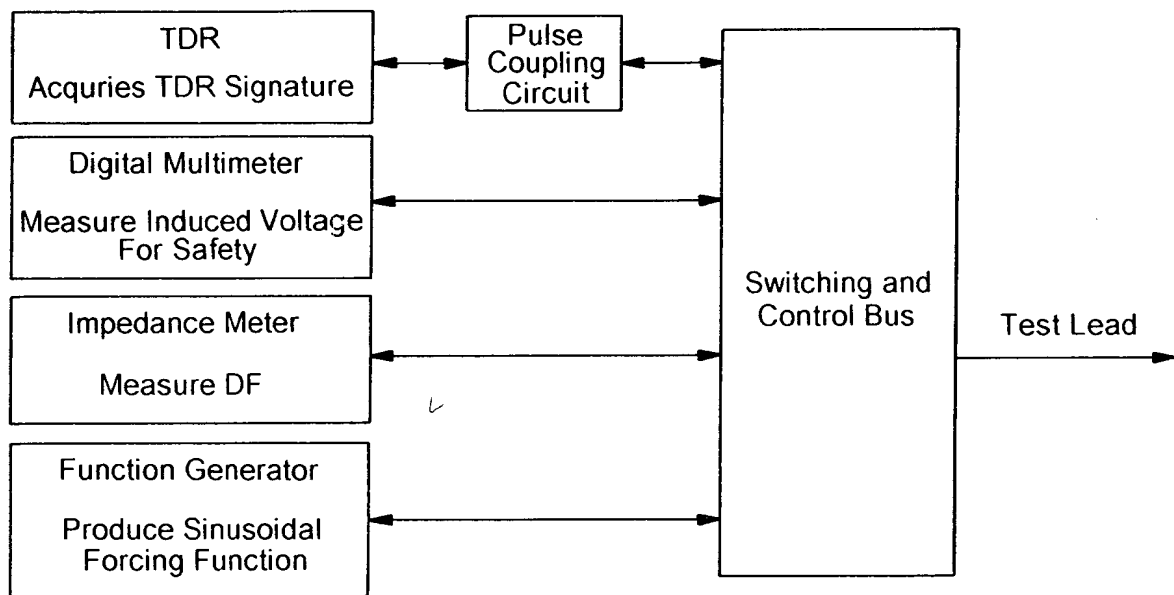 TDR
Acquries TDR Signature
Pulse
Coupling
Circuit
Digital Multimeter
Measure Induced Voltage
For Safety
Impedance Meter
Measure DF
Function Generator
Produce Sinusoidal
Forcing Function
Switching and
Control Bus
Test Lead